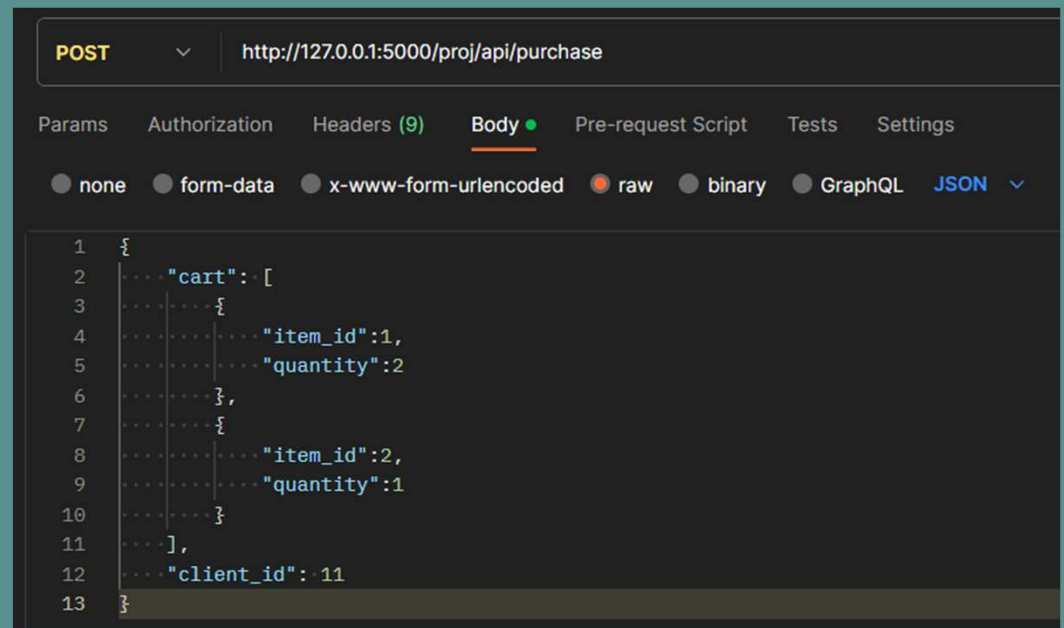 POST http://127.0.0.1:5000/proj/api/purchase
Params Authorization Headers (9) Body Pre-request Script Tests Settings
none form-data x-www-form-urlencoded raw binary GraphQL JSON
1 {
2 "cart": [
3 {
4 "item_id":1,
5 "quantity":2
6 },
7 {
8 "item_id":2,
9 "quantity":1
10 }
11 ],
12 "client_id": 11
13 }